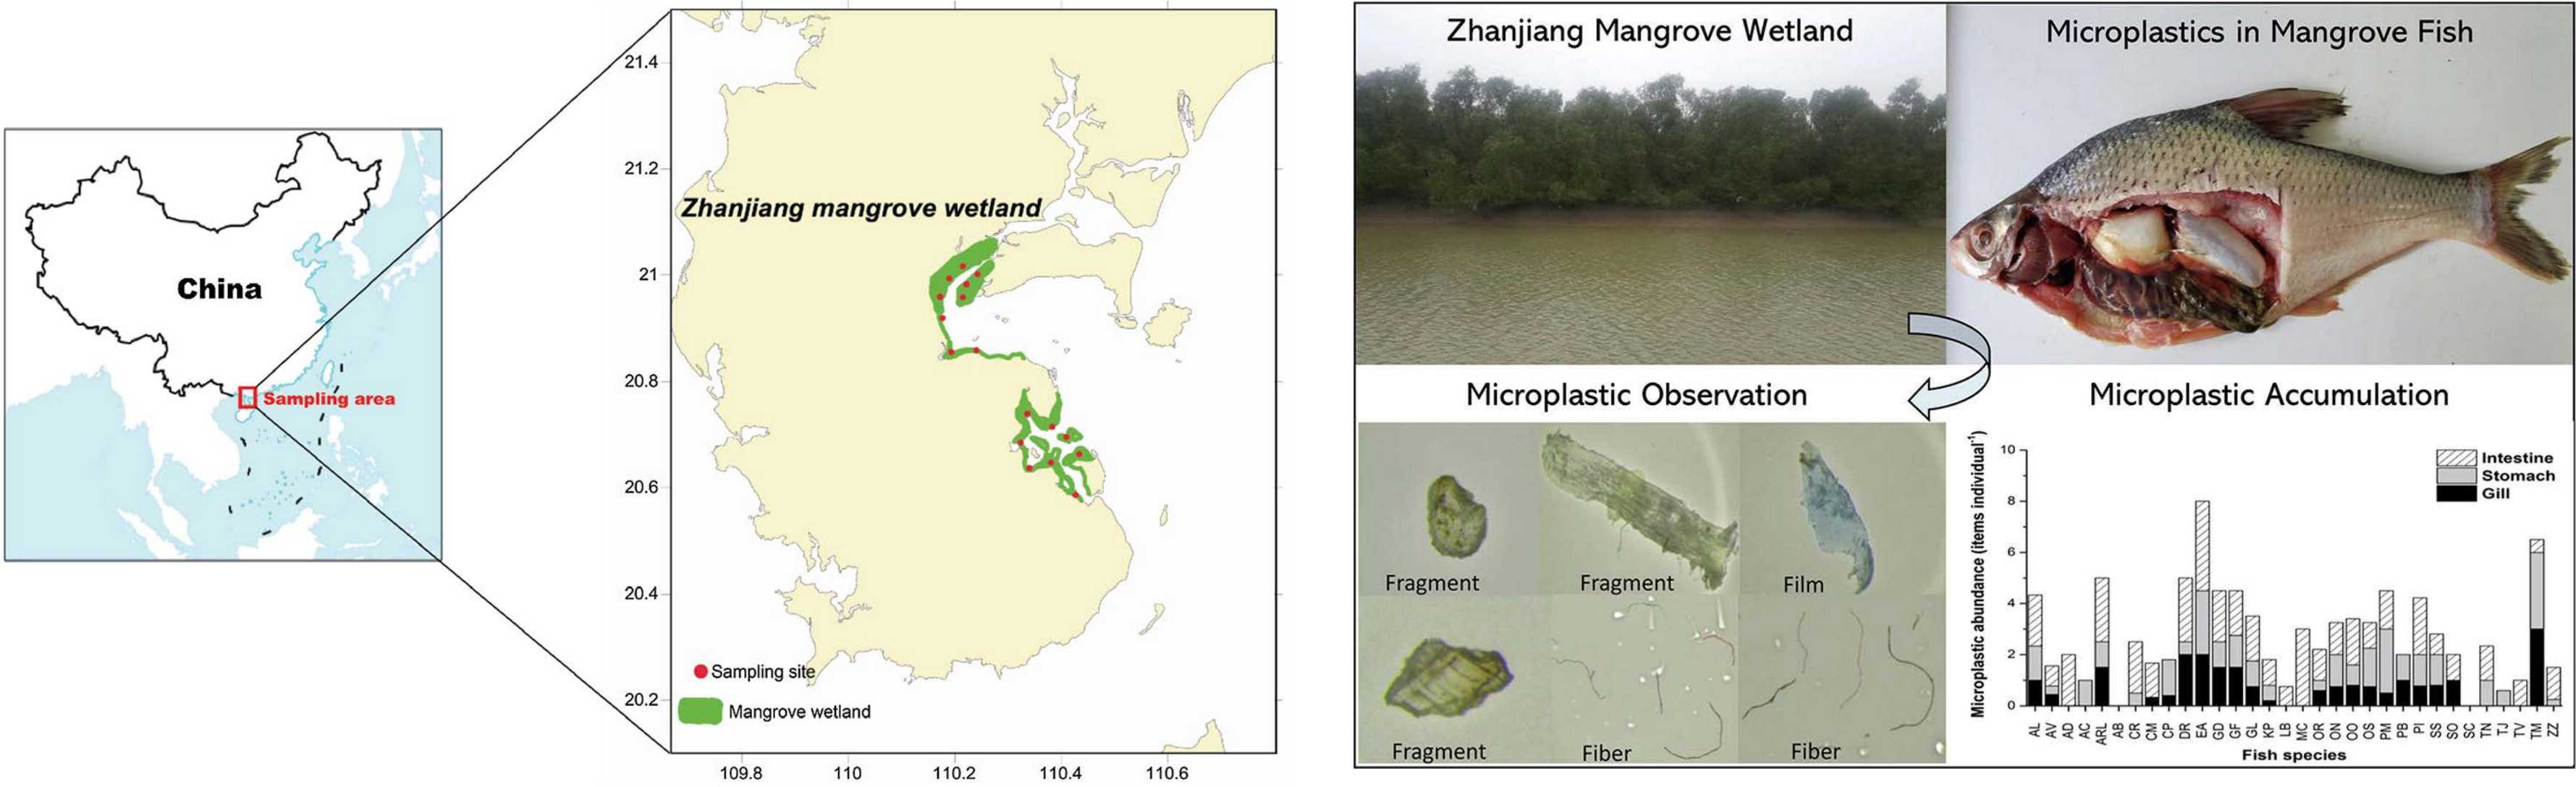 China
Sampling area
21.4
21.2
21
20.8
20.6
20.4
20.2
109.8
110
110.2
110.4
110.6
Zhanjiang mangrove wetland
Sampling site
Mangrove wetland
Zhanjiang Mangrove Wetland
Microplastics in Mangrove Fish
Microplastic Observation
Fragment
Fragment
Film
Fragment
Fiber
Fiber
Microplastic Accumulation
Microplastic abundance (items individual⁻¹)
10
8
6
4
2
0
Intestine
Stomach
Gill
AL
AV
AD
AC
ARL
AB
CR
CM
CP
DR
EA
GD
GF
GL
KP
LB
MC
OR
ON
OO
OS
PM
PB
PI
SS
SO
SC
TN
TJ
TV
TM
ZZ
Fish species